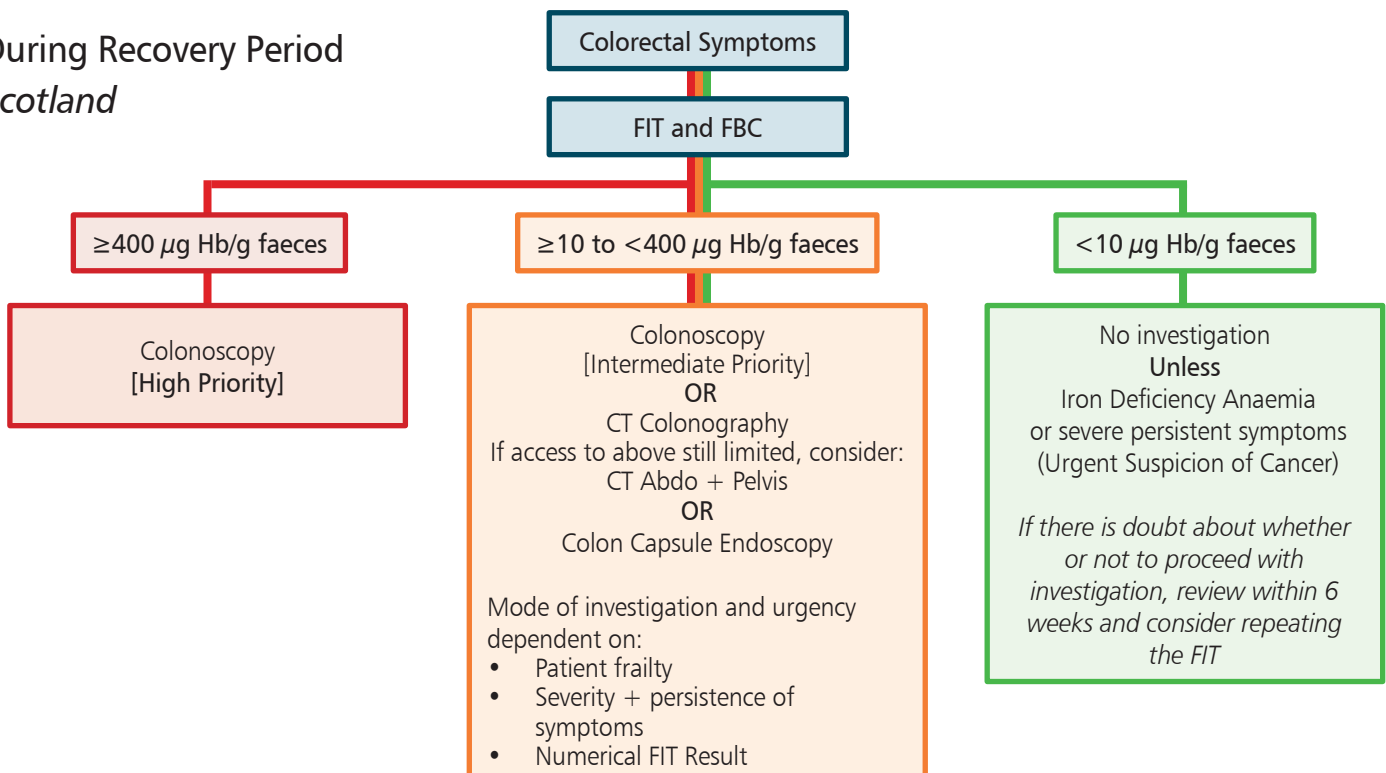 During Recovery Period
cotland
Colorectal Symptoms
FIT and FBC
≥400 µg Hb/g faeces
Colonoscopy
[High Priority]
≥10 to <400 µg Hb/g faeces
Colonoscopy
[Intermediate Priority]
OR
CT Colonography
If access to above still limited, consider:
CT Abdo + Pelvis
OR
Colon Capsule Endoscopy
Mode of investigation and urgency
dependent on:
• Patient frailty
• Severity + persistence of
symptoms
• Numerical FIT Result
<10 µg Hb/g faeces
No investigation
Unless
Iron Deficiency Anaemia
or severe persistent symptoms
(Urgent Suspicion of Cancer)
If there is doubt about whether
or not to proceed with
investigation, review within 6
weeks and consider repeating
the FIT